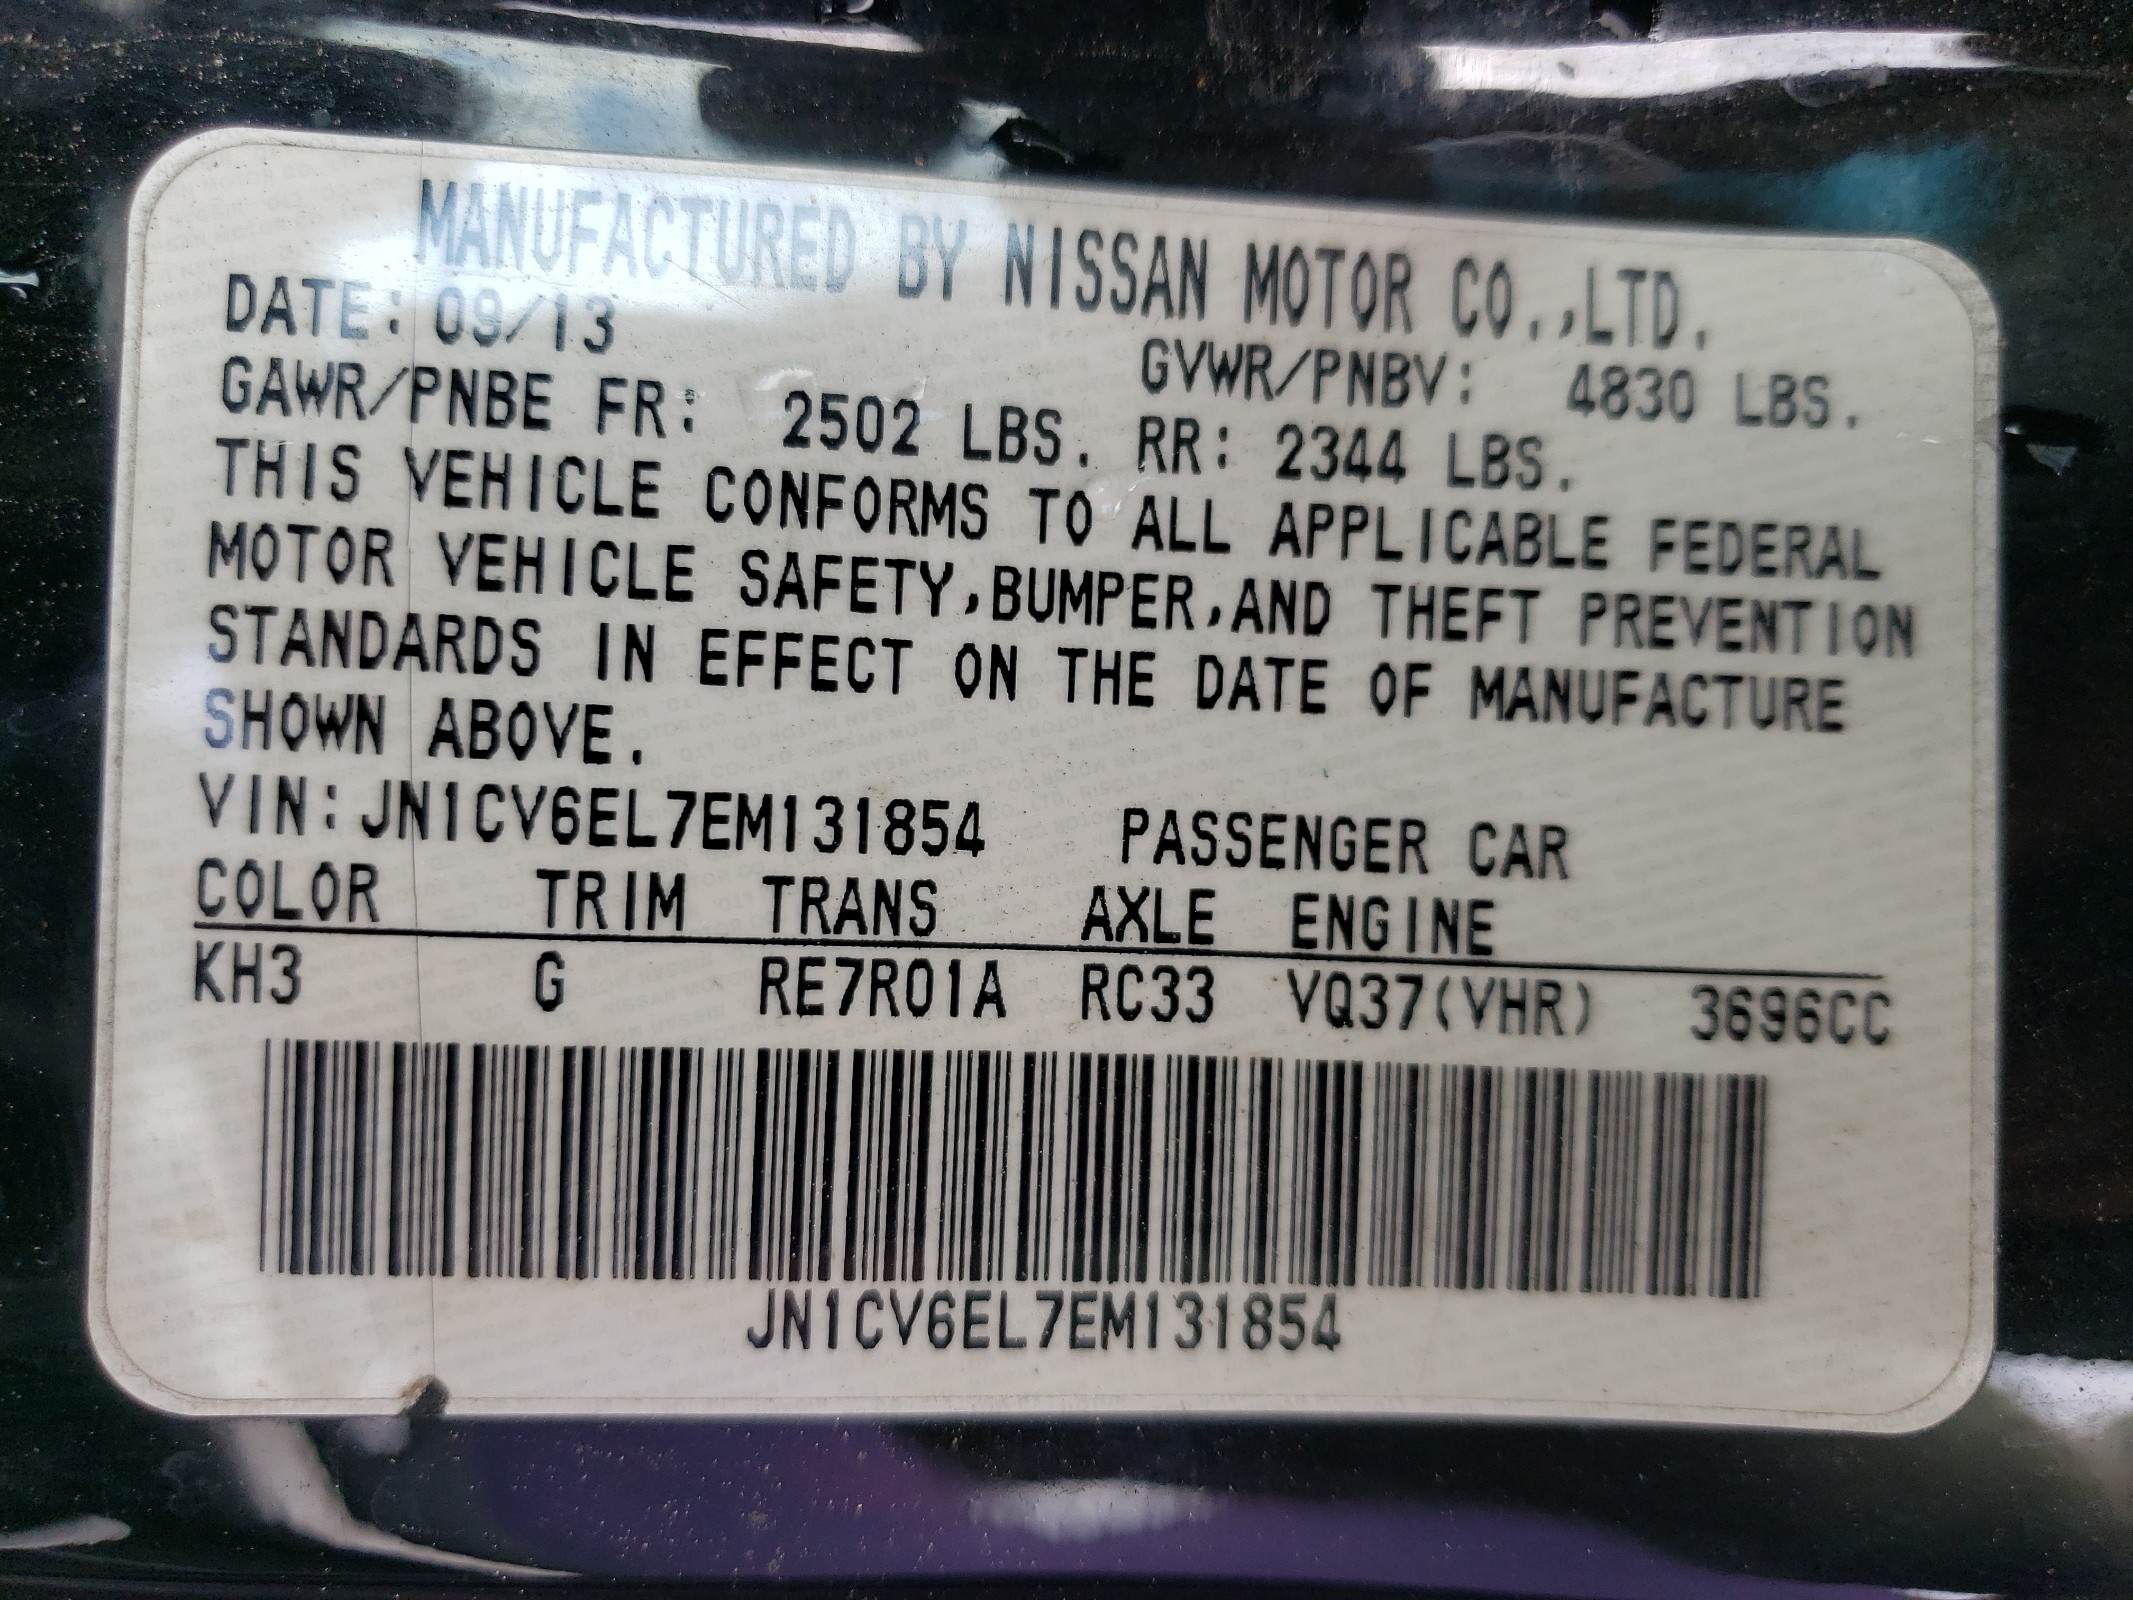 MANUFACTURED BY NISSAN MOTOR CO.,LTD.
DATE: 09/13 GVWR/PNBV: 4830 LBS.
GAWR/PNBE FR: 2502 LBS. RR: 2344 LBS.
THIS VEHICLE CONFORMS TO ALL APPLICABLE FEDERAL
MOTOR VEHICLE SAFETY,BUMPER,AND THEFT PREVENTION
STANDARDS IN EFFECT ON THE DATE OF MANUFACTURE
SHOWN ABOVE.
VIN:JN1CV6EL7EM131854 PASSENGER CAR
COLOR TRIM TRANS AXLE ENGINE
KH3 G RE7R01A RC33 VQ37(VHR) 3696CC
JN1CV6EL7EM131854